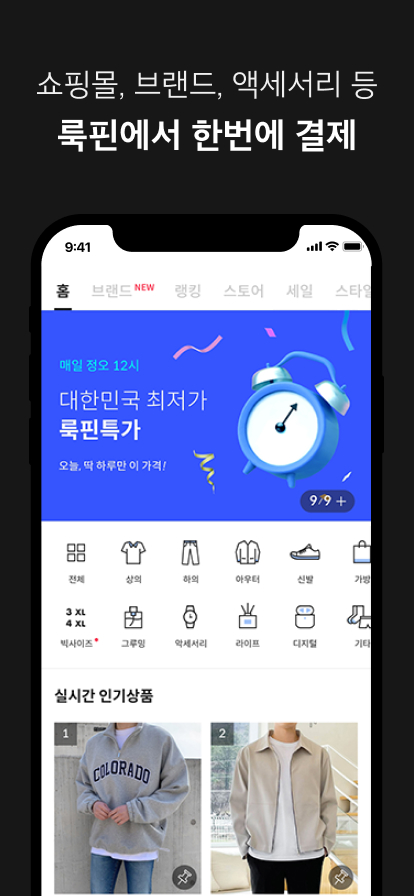 쇼핑몰, 브랜드, 액세서리 등
룩핀에서 한번에 결제
9:41
홈 브랜드 NEW 랭킹 스토어 세일 스타일
매일 정오 12시
대한민국 최저가
룩핀특가
오늘, 딱 하루만 이 가격!
9/9 +
전체 상의 하의 아우터 신발 가방
3 XL
4 XL
빅사이즈 그루밍 악세서리 라이프 디지털 기타
실시간 인기상품
1 2
COLORADO